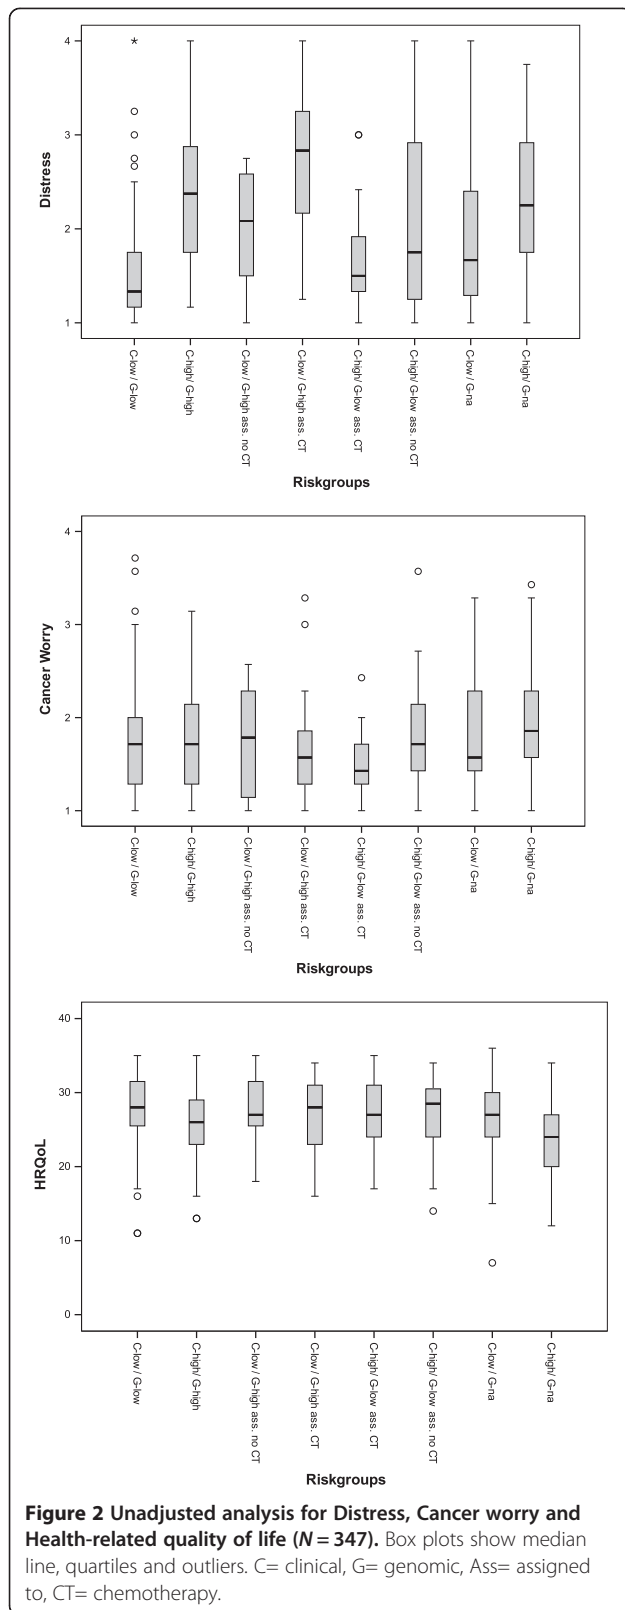 4
3
2
1
Distress
C-low / G-low
C-high/ G-high
C-low / G-high ass. no CT
C-low / G-high ass. CT
C-high/ G-low  ass. CT
C-high/ G-low  ass. no CT
C-low / G-na
C-high/ G-na
Riskgroups
4
3
2
1
Cancer Worry
C-low / G-low
C-high/ G-high
C-low / G-high ass. no CT
C-low / G-high ass. CT
C-high/ G-low  ass. CT
C-high/ G-low  ass. no CT
C-low / G-na
C-high/ G-na
Riskgroups
40
30
20
10
0
HRQoL
C-low / G-low
C-high/ G-high
C-low / G-high ass. no CT
C-low / G-high ass. CT
C-high/ G-low  ass. CT
C-high/ G-low  ass. no CT
C-low / G-na
C-high/ G-na
Riskgroups
Figure 2 Unadjusted analysis for Distress, Cancer worry and
Health-related quality of life (N = 347). Box plots show median
line, quartiles and outliers. C= clinical, G= genomic, Ass= assigned
to, CT= chemotherapy.